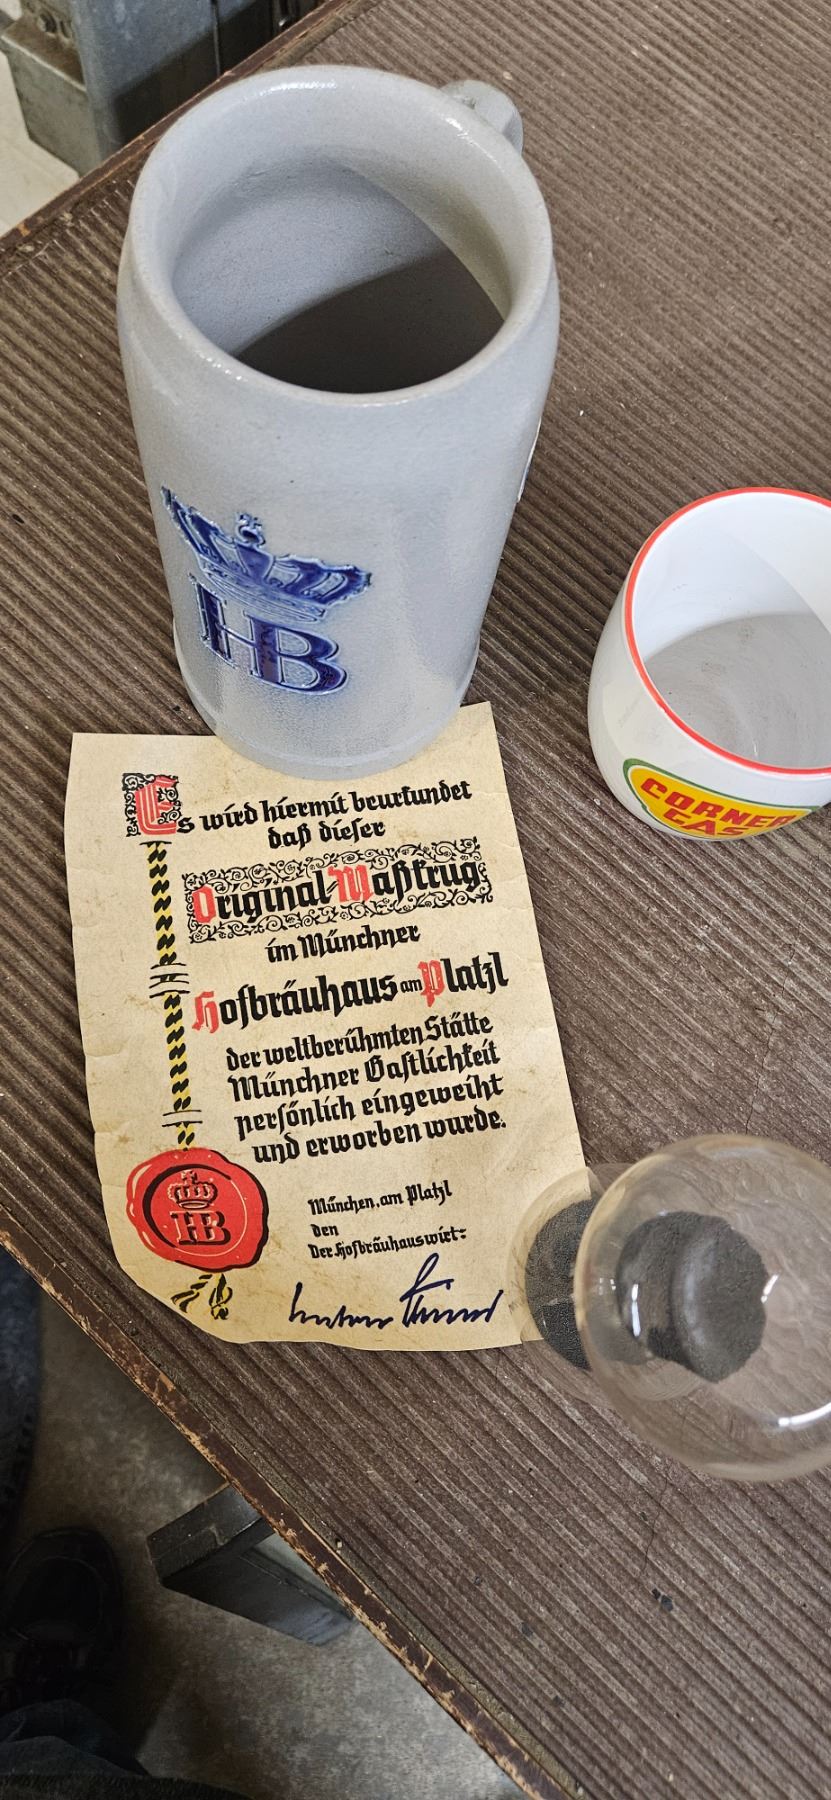 HB
CORNER
GAS
Es wird hiermit beurkundet
daß dieser
Original-Maßkrug
im Münchner
Hofbräuhaus am Platzl
der weltberühmten Stätte
Münchner Gastlichkeit
persönlich eingeweiht
und erworben wurde.
München, am Platzl
den
Der Hofbräuhauswirt:
HB